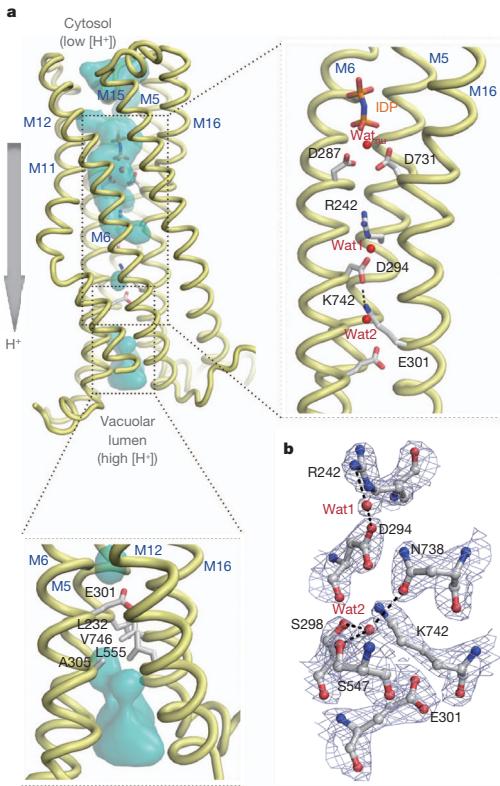 a
Cytosol
(low [H⁺])
M15
M5
M12
M16
M11
M6
H⁺
Vacuolar
lumen
(high [H⁺])
M6
M5
M16
IDP
Wat
D287
D731
R242
Wat1
D294
K742
Wat2
E301
M12
M6
M16
M5
E301
L232
V746
L555
A305
b
R242
Wat1
D294
N738
Wat2
S298
K742
S547
E301